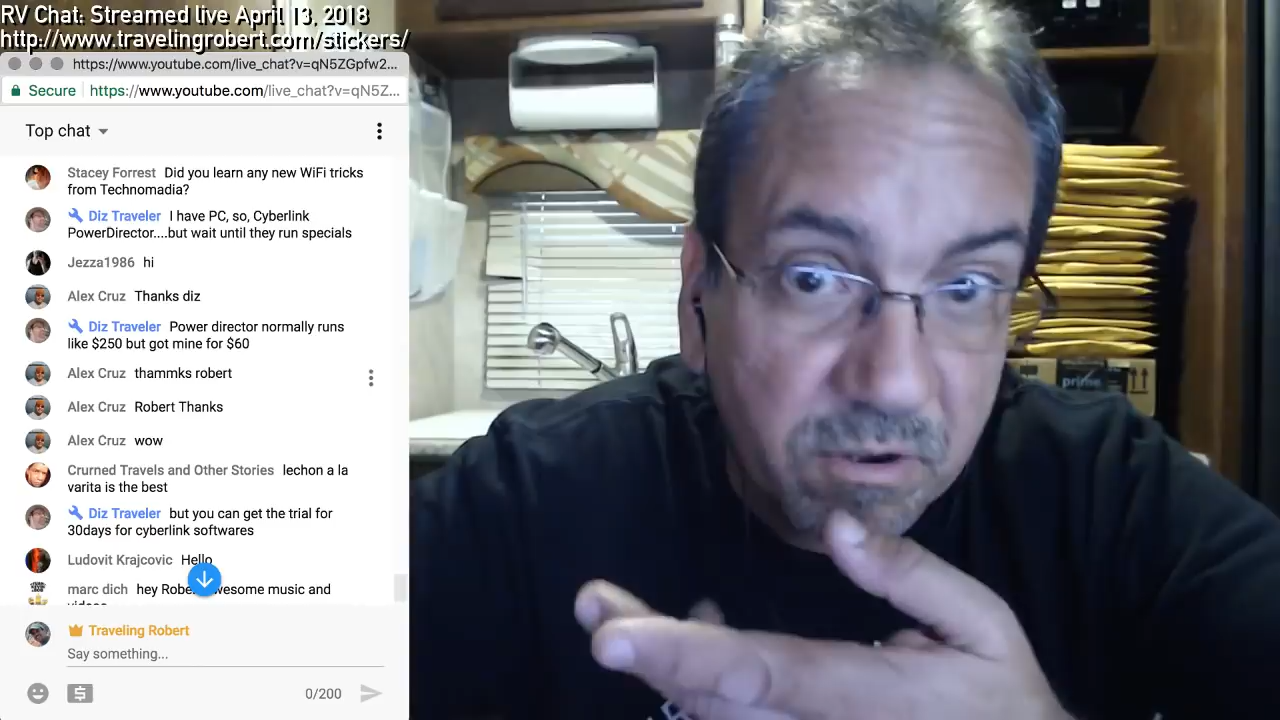 RV Chat: Streamed live April 13, 2018
http://www.travelingrobert.com/stickers/
https://www.youtube.com/live_chat?v=qN5ZGpfw2...
Secure https://www.youtube.com/live_chat?v=qN5Z...
Top chat
Stacey Forrest Did you learn any new WiFi tricks
from Technomadia?
Diz Traveler I have PC, so, Cyberlink
PowerDirector....but wait until they run specials
Jezza1986 hi
Alex Cruz Thanks diz
Diz Traveler Power director normally runs
like $250 but got mine for $60
Alex Cruz thammks robert
Alex Cruz Robert Thanks
Alex Cruz wow
Crurned Travels and Other Stories lechon a la
varita is the best
Diz Traveler but you can get the trial for
30days for cyberlink softwares
Ludovit Krajcovic Hello
marc dich hey Robe wesome music and
Traveling Robert
Say something...
0/200
prime